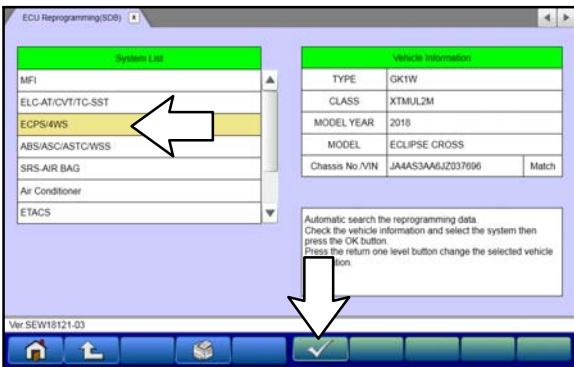 ECU Reprogramming(SDB)
System List
MFI
ELC-AT/CVT/TC-SST
ECPS/4WS
ABS/ASC/ASTC/WSS
SRS-AIR BAG
Air Conditioner
ETACS
Vehicle Information
TYPE GK1W
CLASS XTMUL2M
MODEL YEAR 2018
MODEL ECLIPSE CROSS
Chassis No./VIN JA4AS3AA6JZ037696 Match
Automatic search the reprogramming data.
Check the vehicle information and select the system then
press the OK button.
Press the return one level button change the selected vehicle
Ver.SEW18121-03